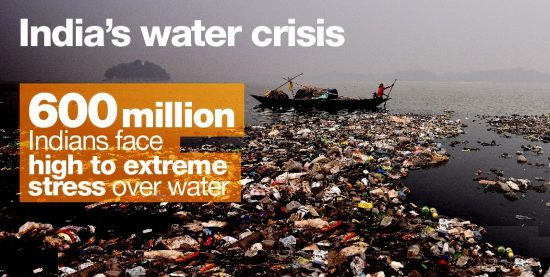 India's water crisis
600 million
Indians face
high to extreme
stress over water